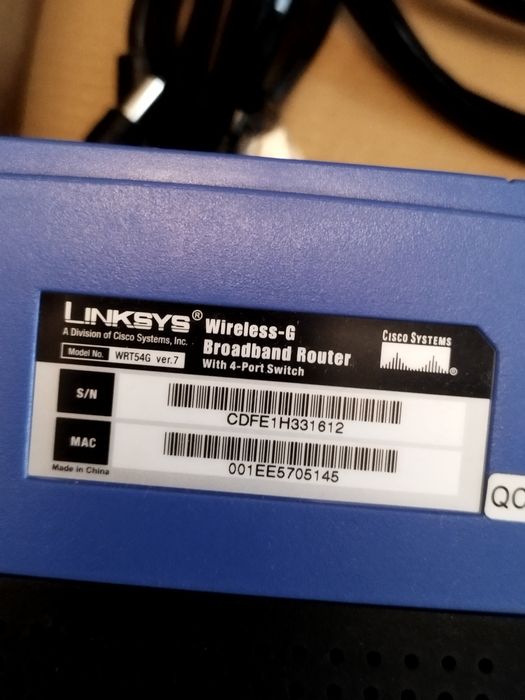 LINKSYS® Wireless-G
A Division of Cisco Systems, Inc.
Broadband Router
Model No. WRT54G ver.7
With 4-Port Switch
CISCO SYSTEMS
®
S/N
CDFE1H331612
MAC
001EE5705145
Made in China
QC